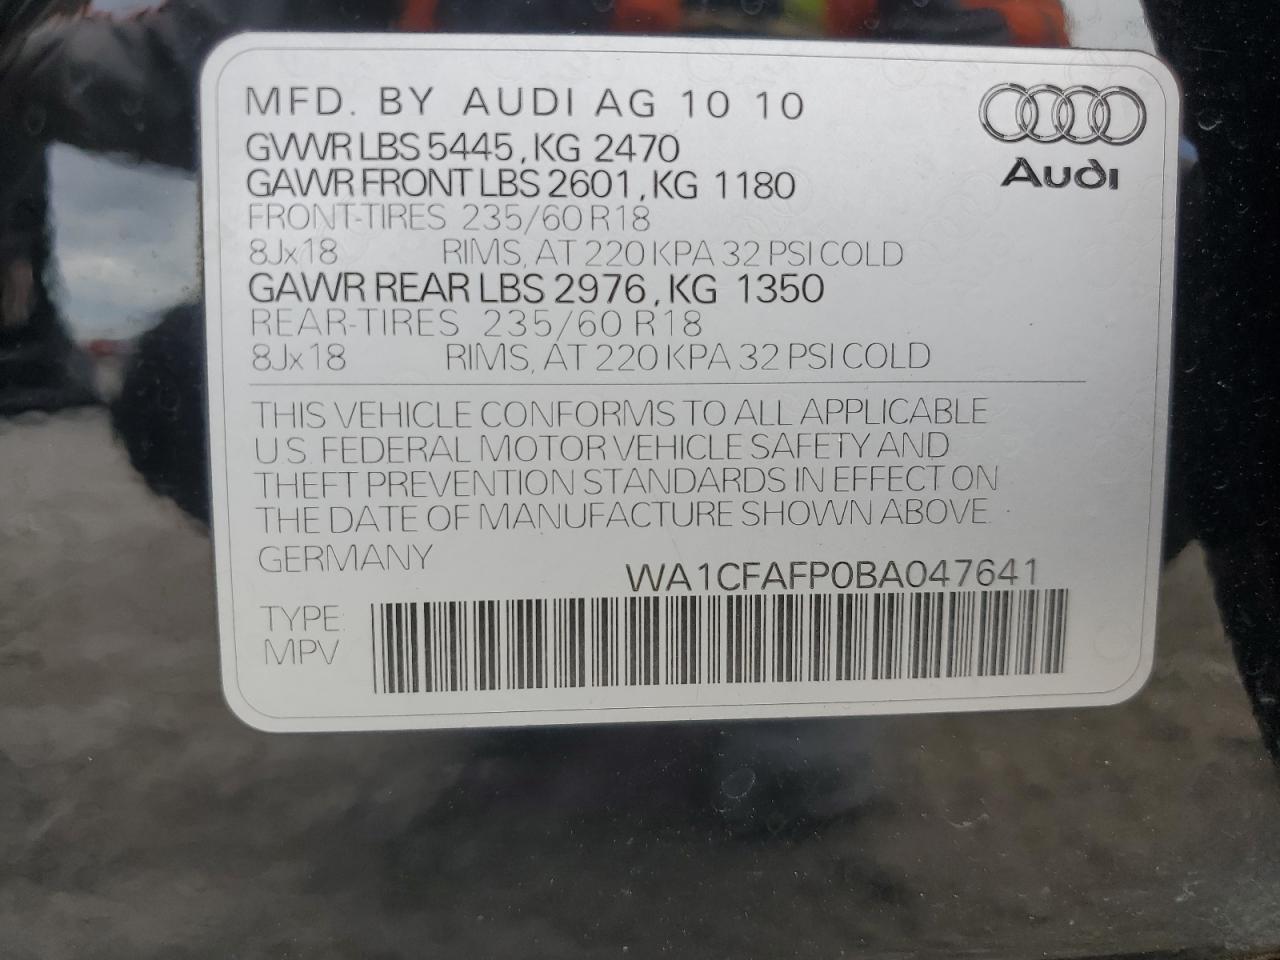 MFD. BY AUDI AG 10 10
GVWR LBS 5445, KG 2470
GAWR FRONT LBS 2601, KG 1180
FRONT-TIRES 235/60 R18
8Jx18 RIMS, AT 220 KPA 32 PSI COLD
GAWR REAR LBS 2976, KG 1350
REAR-TIRES 235/60 R18
8Jx18 RIMS, AT 220 KPA 32 PSI COLD
Audi
THIS VEHICLE CONFORMS TO ALL APPLICABLE
U.S. FEDERAL MOTOR VEHICLE SAFETY AND
THEFT PREVENTION STANDARDS IN EFFECT ON
THE DATE OF MANUFACTURE SHOWN ABOVE.
GERMANY
WA1CFAFP0BA047641
TYPE:
MPV